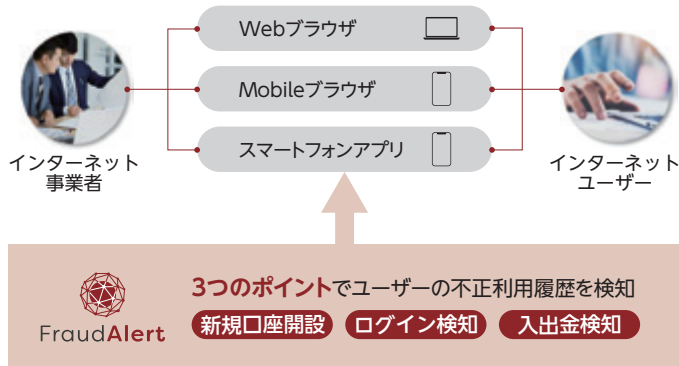 Webブラウザ
Mobileブラウザ
スマートフォンアプリ
インターネット
事業者
インターネット
ユーザー
3つのポイントでユーザーの不正利用履歴を検知
FraudAlert
新規口座開設 ログイン検知 入出金検知